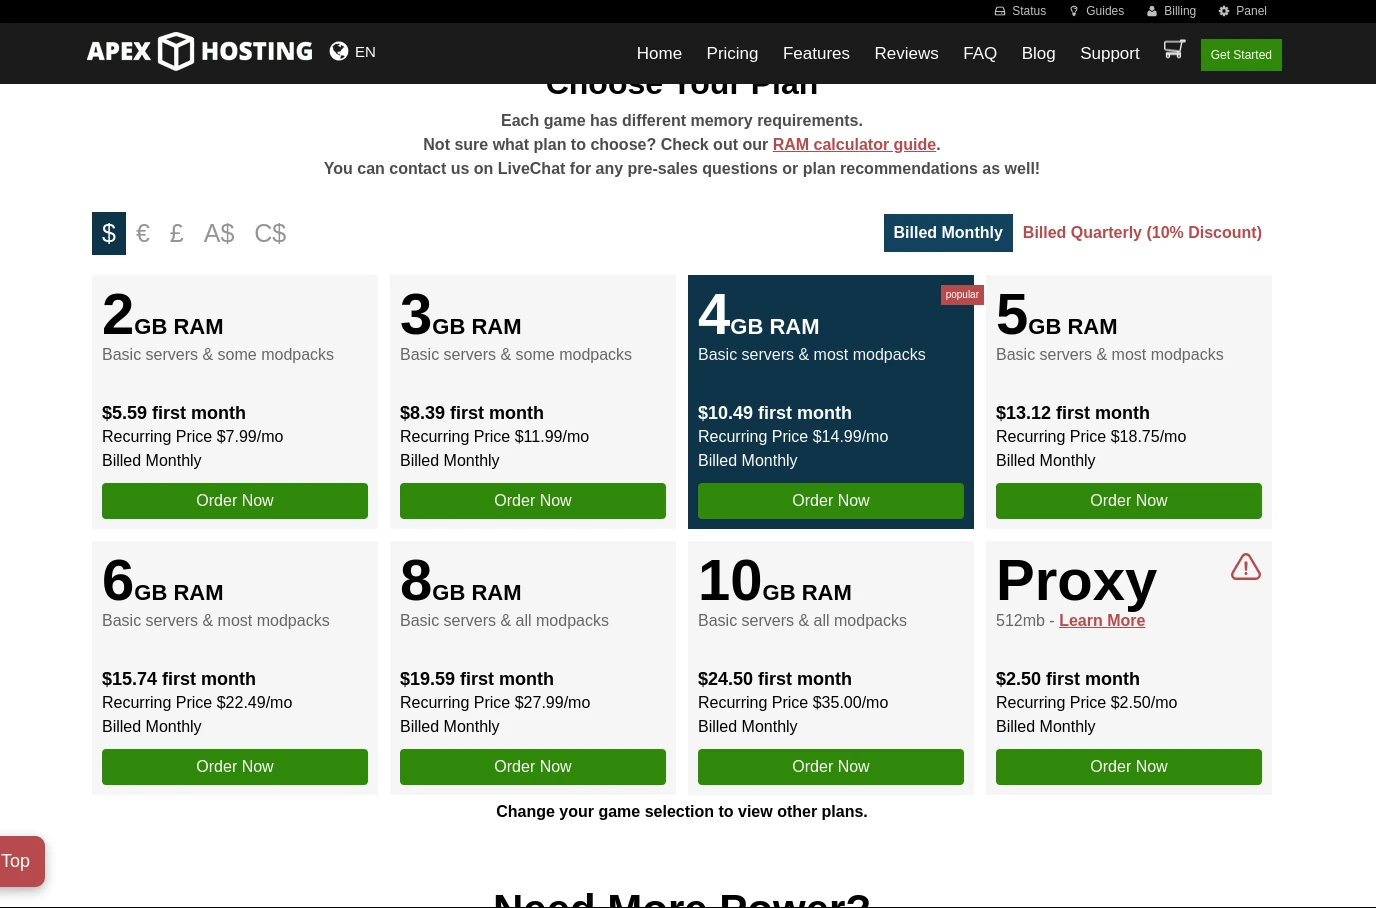 Status Guides Billing Panel
APEX HOSTING EN Home Pricing Features Reviews FAQ Blog Support Get Started
Choose Your Plan
Each game has different memory requirements.
Not sure what plan to choose? Check out our RAM calculator guide.
You can contact us on LiveChat for any pre-sales questions or plan recommendations as well!
$ € £ A$ C$
Billed Monthly Billed Quarterly (10% Discount)
2GB RAM
Basic servers & some modpacks
$5.59 first month
Recurring Price $7.99/mo
Billed Monthly
Order Now
3GB RAM
Basic servers & some modpacks
$8.39 first month
Recurring Price $11.99/mo
Billed Monthly
Order Now
popular
4GB RAM
Basic servers & most modpacks
$10.49 first month
Recurring Price $14.99/mo
Billed Monthly
Order Now
5GB RAM
Basic servers & most modpacks
$13.12 first month
Recurring Price $18.75/mo
Billed Monthly
Order Now
6GB RAM
Basic servers & most modpacks
$15.74 first month
Recurring Price $22.49/mo
Billed Monthly
Order Now
8GB RAM
Basic servers & all modpacks
$19.59 first month
Recurring Price $27.99/mo
Billed Monthly
Order Now
10GB RAM
Basic servers & all modpacks
$24.50 first month
Recurring Price $35.00/mo
Billed Monthly
Order Now
Proxy
512mb - Learn More
$2.50 first month
Recurring Price $2.50/mo
Billed Monthly
Order Now
Change your game selection to view other plans.
Top
Need More Power?